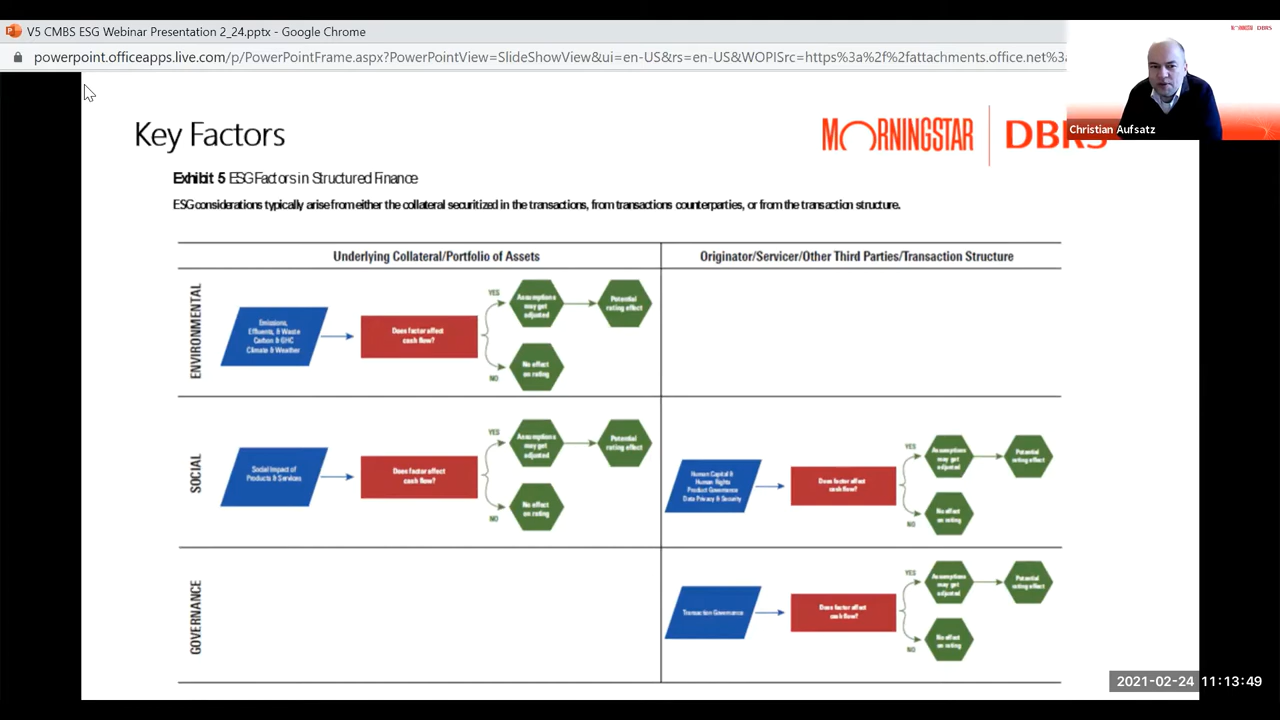 V5 CMBS ESG Webinar Presentation 2_24.pptx - Google Chrome
powerpoint.officeapps.live.com/p/PowerPointFrame.aspx?PowerPointView=SlideShowView&ui=en-US&rs=en-US&WOPISrc=https%3a%2f%2fattachments.office.net%3
MORNINGSTAR DBRS
Christian Aufsatz
Key Factors
MORNINGSTAR DBRS
Exhibit 5 ESG Factors in Structured Finance
ESG considerations typically arise from either the collateral securitized in the transactions, from transactions counterparties, or from the transaction structure.
Underlying Collateral/Portfolio of Assets
Originator/Servicer/Other Third Parties/Transaction Structure
ENVIRONMENTAL
Emissions,
Effluents, & Waste
Carbon & GHC
Climate & Weather
Does factor affect
cash flow?
YES
Assumptions
may get
adjusted
Potential
rating effect
NO
No effect
on rating
SOCIAL
Social Impact of
Products & Services
Does factor affect
cash flow?
YES
Assumptions
may get
adjusted
Potential
rating effect
NO
No effect
on rating
Human Capital &
Human Rights
Product Governance
Data Privacy & Security
Does factor affect
cash flow?
YES
Assumptions
may get
adjusted
Potential
rating effect
NO
No effect
on rating
GOVERNANCE
Transaction Governance
Does factor affect
cash flow?
YES
Assumptions
may get
adjusted
Potential
rating effect
NO
No effect
on rating
2021-02-24 11:13:49